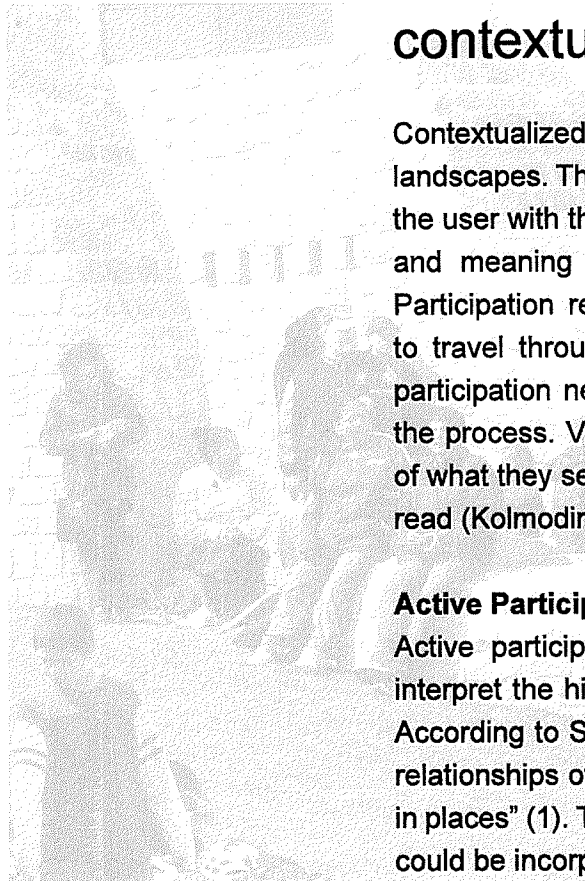 contextu
Contextualized
landscapes. Th
the user with th
and meaning
Participation re
to travel throu
participation ne
the process. V
of what they se
read (Kolmodin
Active Particip
Active particip
interpret the hi
According to S
relationships o
in places” (1). T
could be incorp